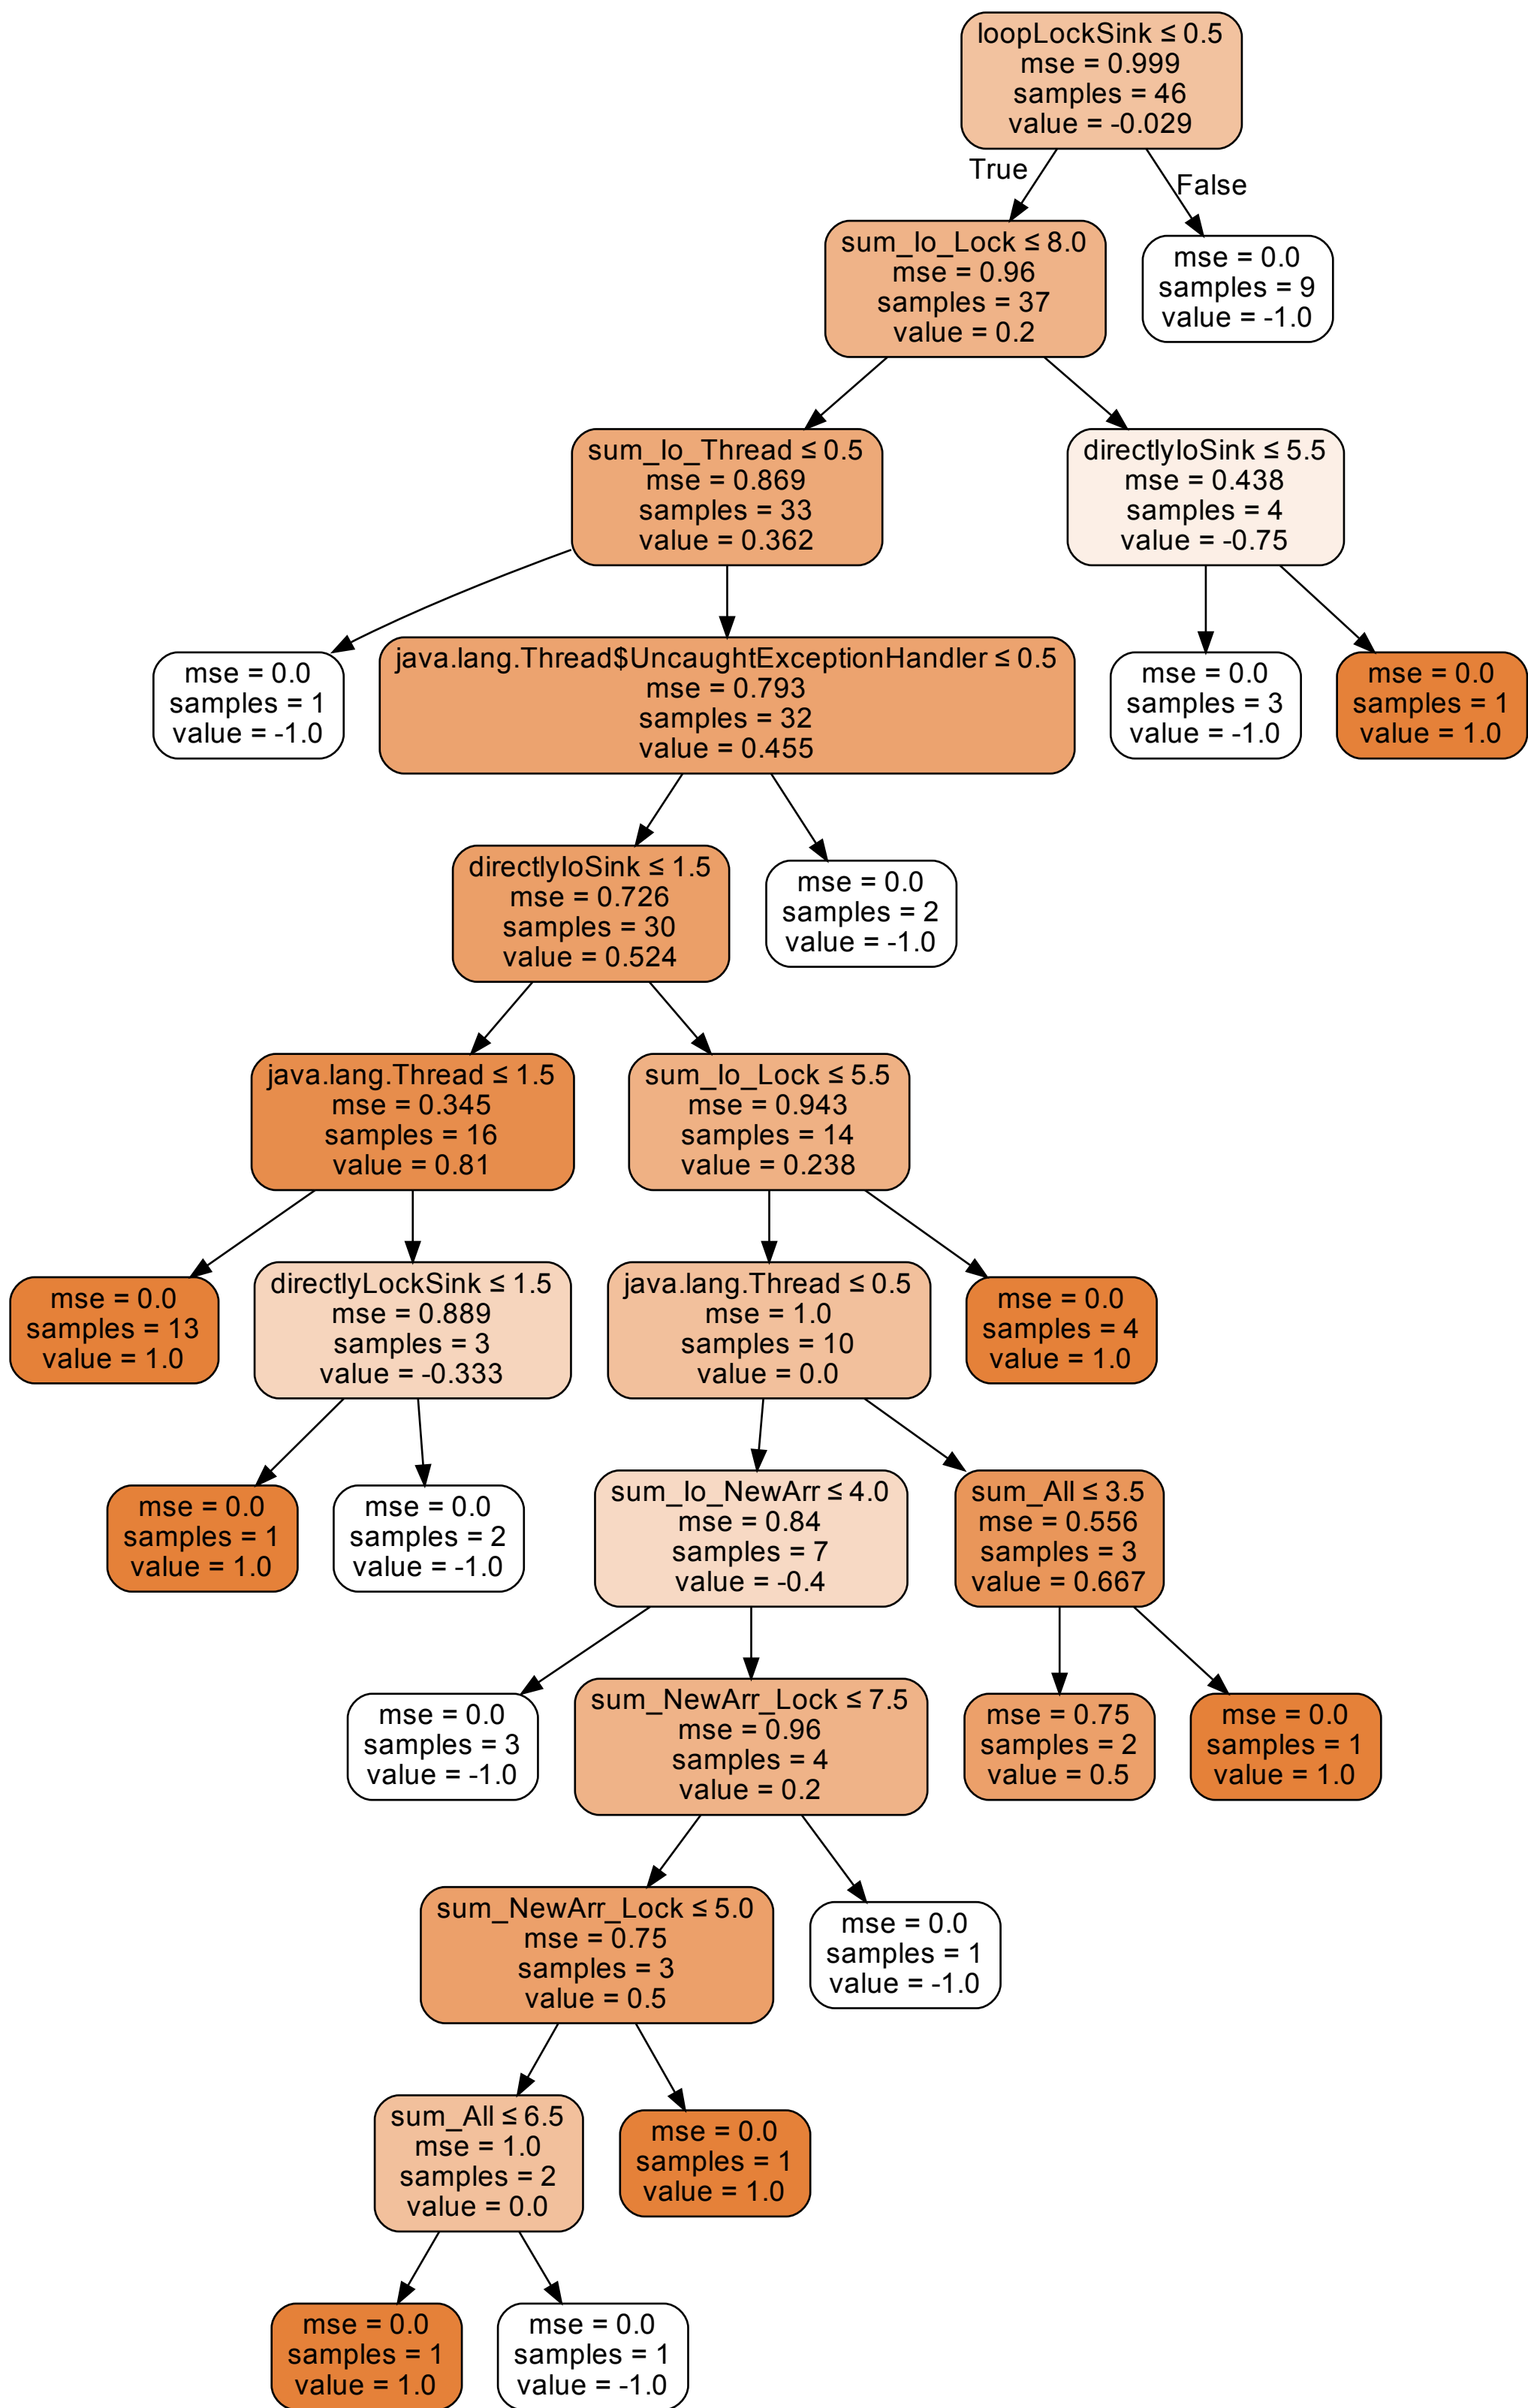 loopLockSink ≤ 0.5
mse = 0.999
samples = 46
value = -0.029
True
False
sum_Io_Lock ≤ 8.0
mse = 0.96
samples = 37
value = 0.2
mse = 0.0
samples = 9
value = -1.0
sum_Io_Thread ≤ 0.5
mse = 0.869
samples = 33
value = 0.362
directlyIoSink ≤ 5.5
mse = 0.438
samples = 4
value = -0.75
mse = 0.0
samples = 1
value = -1.0
java.lang.Thread$UncaughtExceptionHandler ≤ 0.5
mse = 0.793
samples = 32
value = 0.455
mse = 0.0
samples = 3
value = -1.0
mse = 0.0
samples = 1
value = 1.0
directlyIoSink ≤ 1.5
mse = 0.726
samples = 30
value = 0.524
mse = 0.0
samples = 2
value = -1.0
java.lang.Thread ≤ 1.5
mse = 0.345
samples = 16
value = 0.81
sum_Io_Lock ≤ 5.5
mse = 0.943
samples = 14
value = 0.238
mse = 0.0
samples = 13
value = 1.0
directlyLockSink ≤ 1.5
mse = 0.889
samples = 3
value = -0.333
java.lang.Thread ≤ 0.5
mse = 1.0
samples = 10
value = 0.0
mse = 0.0
samples = 4
value = 1.0
mse = 0.0
samples = 1
value = 1.0
mse = 0.0
samples = 2
value = -1.0
sum_Io_NewArr ≤ 4.0
mse = 0.84
samples = 7
value = -0.4
sum_All ≤ 3.5
mse = 0.556
samples = 3
value = 0.667
mse = 0.0
samples = 3
value = -1.0
sum_NewArr_Lock ≤ 7.5
mse = 0.96
samples = 4
value = 0.2
mse = 0.75
samples = 2
value = 0.5
mse = 0.0
samples = 1
value = 1.0
sum_NewArr_Lock ≤ 5.0
mse = 0.75
samples = 3
value = 0.5
mse = 0.0
samples = 1
value = -1.0
sum_All ≤ 6.5
mse = 1.0
samples = 2
value = 0.0
mse = 0.0
samples = 1
value = 1.0
mse = 0.0
samples = 1
value = 1.0
mse = 0.0
samples = 1
value = -1.0